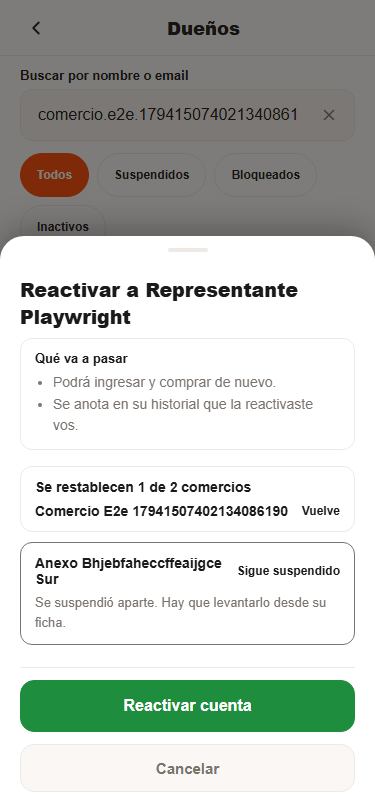 Dueños
Buscar por nombre o email
comercio.e2e.179415074021340861
Todos
Suspendidos
Bloqueados
Inactivos
Reactivar a Representante
Playwright
Qué va a pasar
• Podrá ingresar y comprar de nuevo.
• Se anota en su historial que la reactivaste
vos.
Se restablecen 1 de 2 comercios
Comercio E2e 17941507402134086190 Vuelve
Anexo Bhjebfaheccffeaijgce
Sur
Sigue suspendido
Se suspendió aparte. Hay que levantarlo desde su
ficha.
Reactivar cuenta
Cancelar